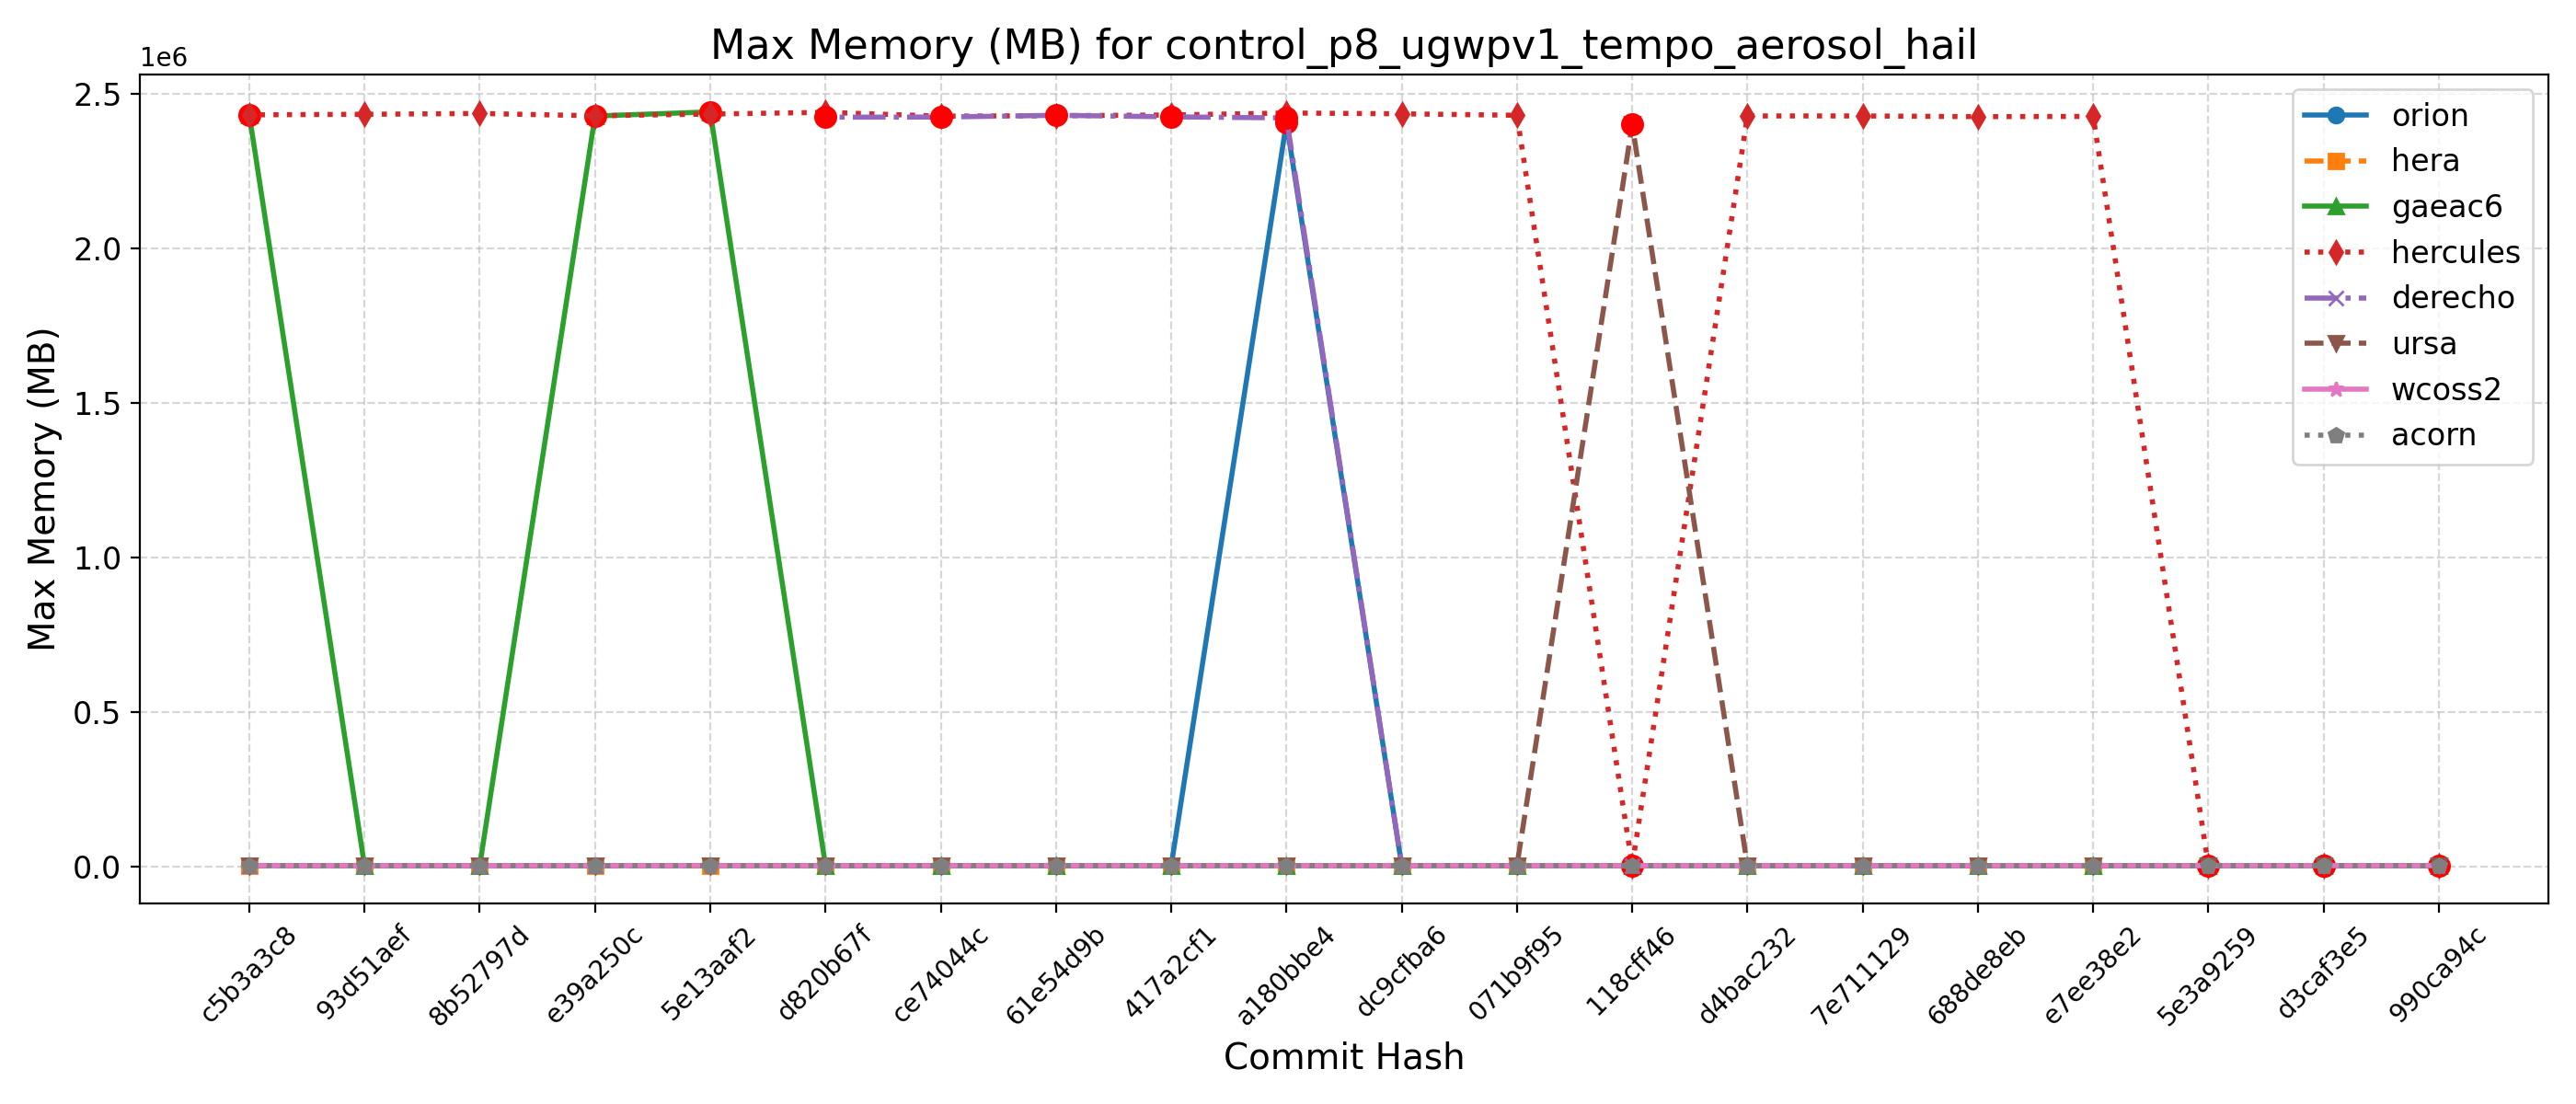 Max Memory (MB) for control_p8_ugwpv1_tempo_aerosol_hail
1e6
2.5
2.0
1.5
1.0
0.5
0.0
Max Memory (MB)
orion
hera
gaeac6
hercules
derecho
ursa
wcoss2
acorn
c5b3a3c8
93d51aef
8b52797d
e39a250c
5e13aaf2
d820b67f
ce74044c
61e54d9b
417a2cf1
a180bbe4
dc9cfba6
071b9f95
118cff46
d4bac232
7e711129
688de8eb
e7ee38e2
5e3a9259
d3caf3e5
990ca94c
Commit Hash